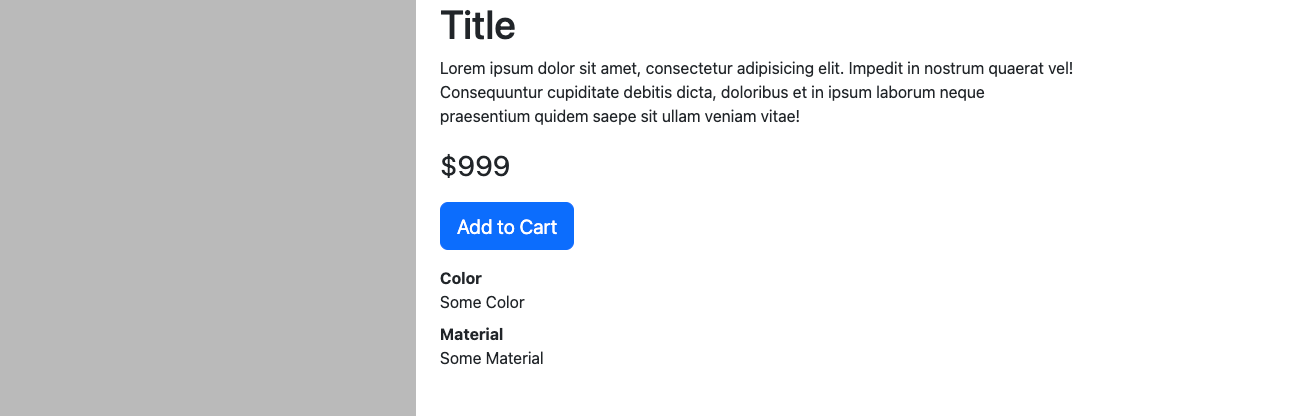 Title
Lorem ipsum dolor sit amet, consectetur adipisicing elit. Impedit in nostrum quaerat vel!
Consequuntur cupiditate debitis dicta, doloribus et in ipsum laborum neque
praesentium quidem saepe sit ullam veniam vitae!
$999
Add to Cart
Color
Some Color
Material
Some Material